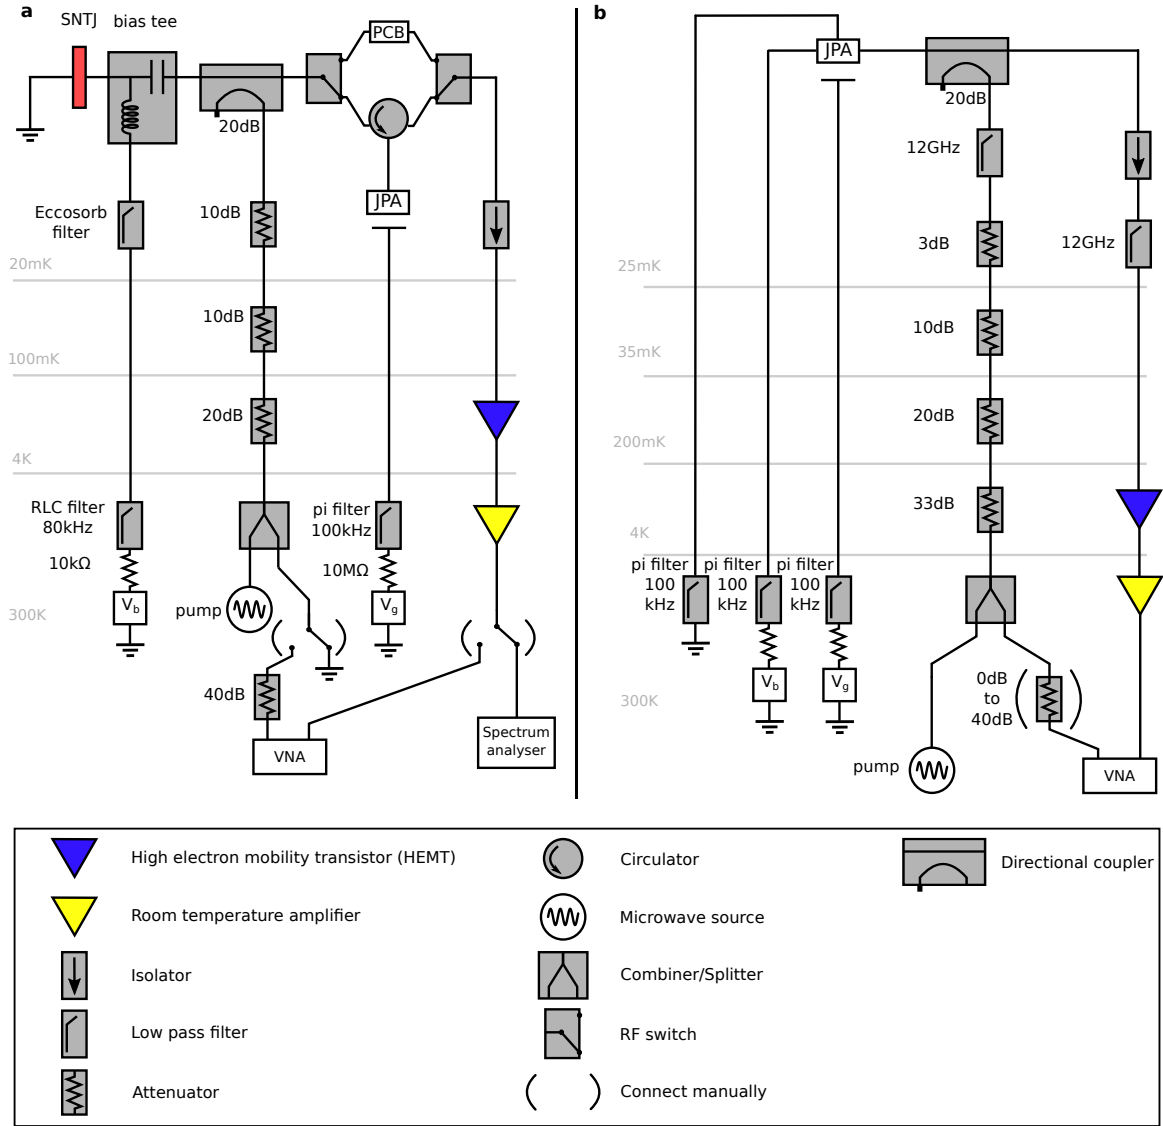 a
SNTJ
bias tee
PCB
20dB
JPA
10dB
Eccosorb
filter
20mK
10dB
100mK
20dB
4K
RLC filter
80kHz
10kΩ
Vb
pi filter
100kHz
10MΩ
Vg
pump
300K
40dB
VNA
Spectrum
analyser
b
JPA
20dB
12GHz
3dB
12GHz
25mK
10dB
35mK
20dB
200mK
33dB
4K
pi filter
100
kHz
pi filter
100
kHz
pi filter
100
kHz
Vb
Vg
300K
0dB
to
40dB
pump
VNA
High electron mobility transistor (HEMT)
Room temperature amplifier
Isolator
Low pass filter
Attenuator
Circulator
Microwave source
Combiner/Splitter
RF switch
Connect manually
Directional coupler